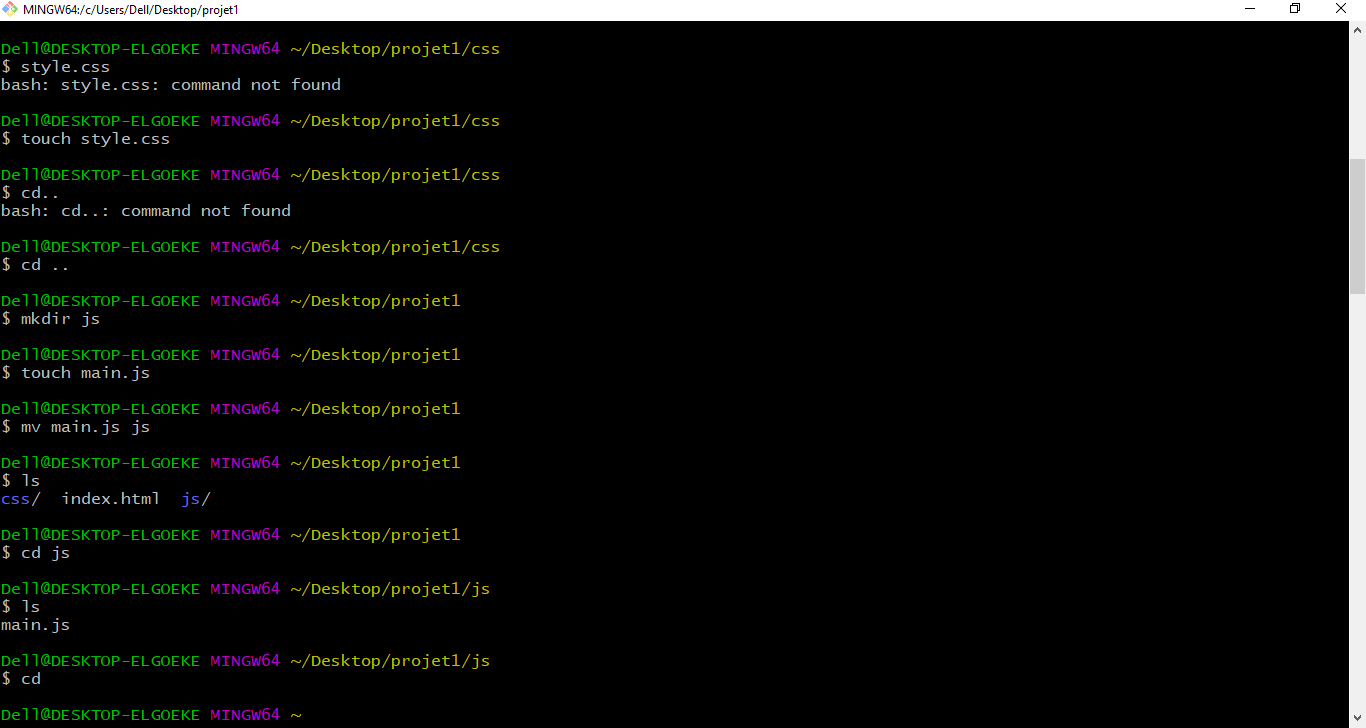 MINGW64:/c/Users/Dell/Desktop/projet1
Dell@DESKTOP-ELGOEKE MINGW64 ~/Desktop/projet1/css
$ style.css
bash: style.css: command not found
Dell@DESKTOP-ELGOEKE MINGW64 ~/Desktop/projet1/css
$ touch style.css
Dell@DESKTOP-ELGOEKE MINGW64 ~/Desktop/projet1/css
$ cd..
bash: cd..: command not found
Dell@DESKTOP-ELGOEKE MINGW64 ~/Desktop/projet1/css
$ cd ..
Dell@DESKTOP-ELGOEKE MINGW64 ~/Desktop/projet1
$ mkdir js
Dell@DESKTOP-ELGOEKE MINGW64 ~/Desktop/projet1
$ touch main.js
Dell@DESKTOP-ELGOEKE MINGW64 ~/Desktop/projet1
$ mv main.js js
Dell@DESKTOP-ELGOEKE MINGW64 ~/Desktop/projet1
$ ls
css/  index.html  js/
Dell@DESKTOP-ELGOEKE MINGW64 ~/Desktop/projet1
$ cd js
Dell@DESKTOP-ELGOEKE MINGW64 ~/Desktop/projet1/js
$ ls
main.js
Dell@DESKTOP-ELGOEKE MINGW64 ~/Desktop/projet1/js
$ cd
Dell@DESKTOP-ELGOEKE MINGW64 ~